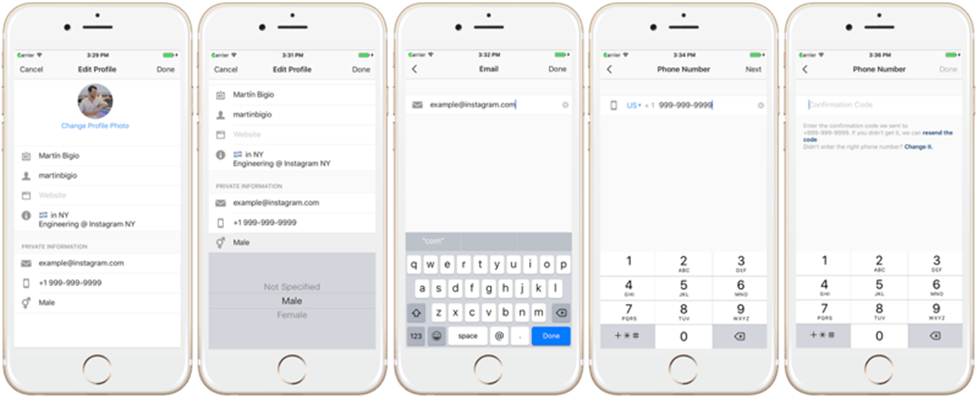 Carrier 3:29 PM
Cancel Edit Profile Done
Change Profile Photo
Martín Bigio
martinbigio
Website
in NY
Engineering @ Instagram NY
PRIVATE INFORMATION
example@instagram.com
+1 999-999-9999
Male
Carrier 3:31 PM
Cancel Edit Profile Done
Martín Bigio
martinbigio
Website
in NY
Engineering @ Instagram NY
PRIVATE INFORMATION
example@instagram.com
+1 999-999-9999
Male
Not Specified
Male
Female
Carrier 3:32 PM
Email Done
example@instagram.com
"com"
q w e r t y u i o p
a s d f g h j k l
z x c v b n m
123 space @ . Done
Carrier 3:34 PM
Phone Number Next
US + 1 999-999-9999
1 2 3
ABC DEF
4 5 6
GHI JKL MNO
7 8 9
PQRS TUV WXYZ
+ * # 0
Carrier 3:36 PM
Phone Number Done
Confirmation Code
Enter the confirmation code we sent to
+999-999-9999. If you didn't get it, we can resend the
code
Didn't enter the right phone number? Change it.
1 2 3
ABC DEF
4 5 6
GHI JKL MNO
7 8 9
PQRS TUV WXYZ
+ * # 0